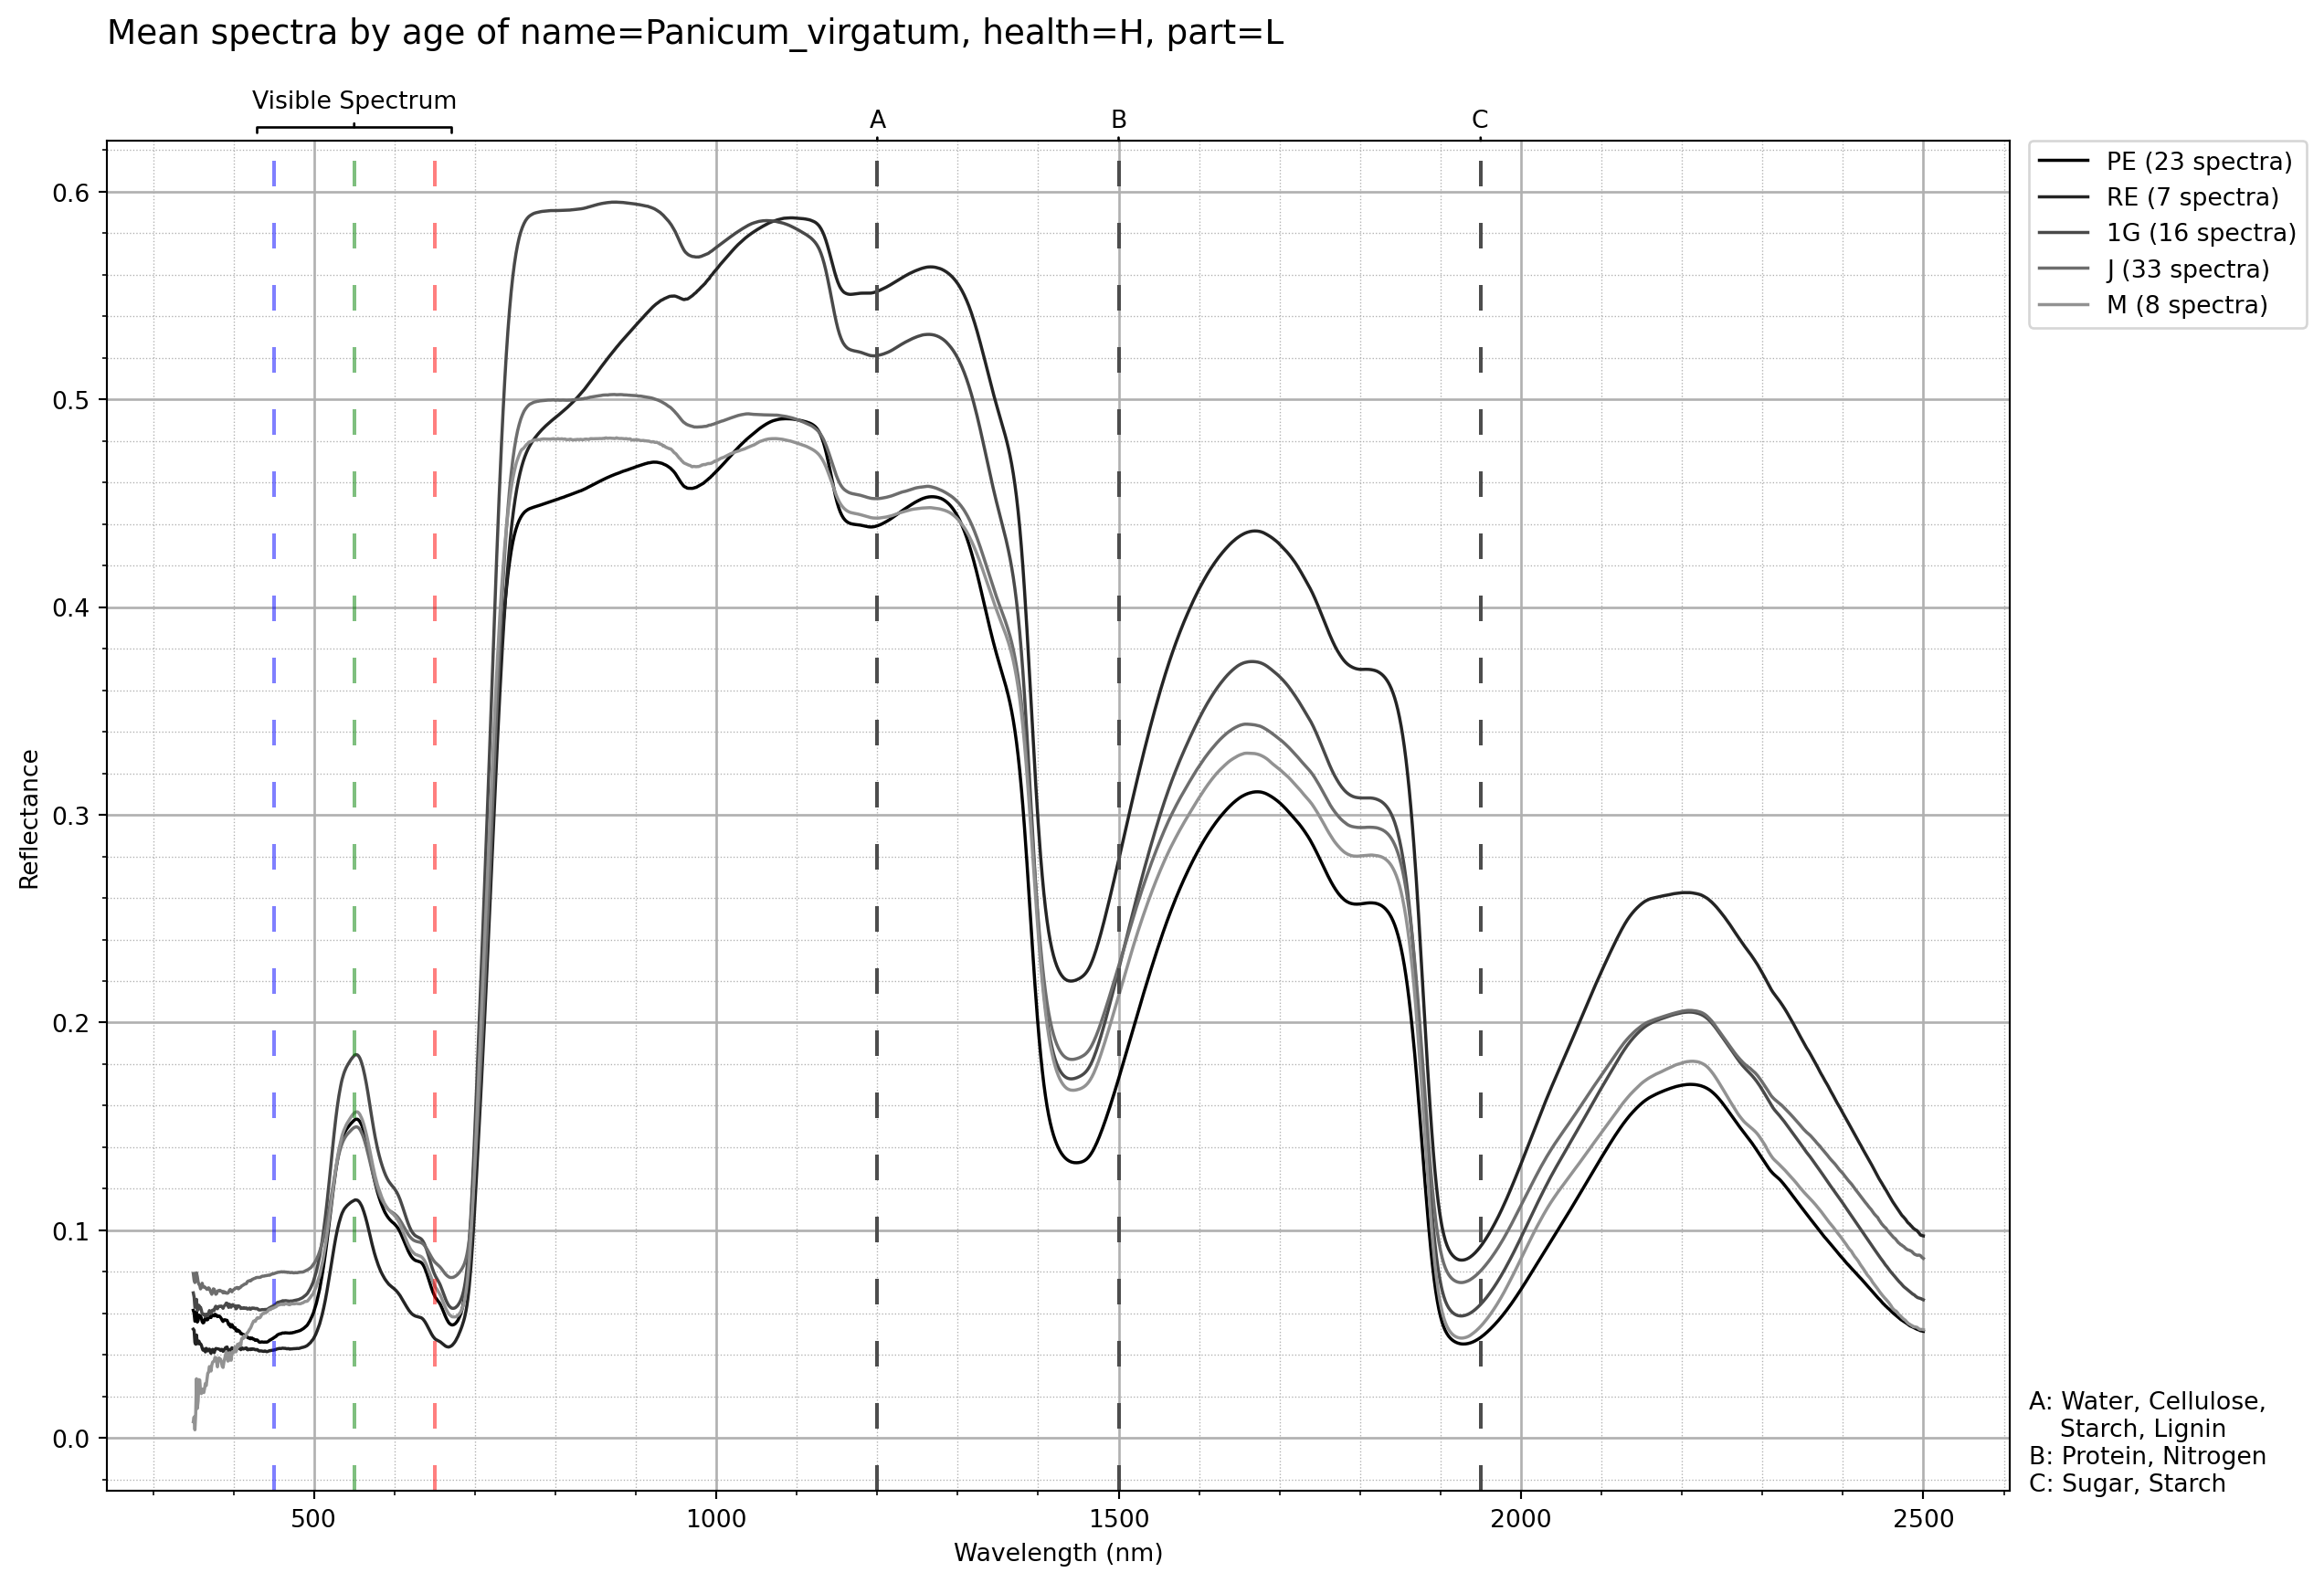 Mean spectra by age of name=Panicum_virgatum, health=H, part=L
Visible Spectrum
A
B
C
PE (23 spectra)
RE (7 spectra)
1G (16 spectra)
J (33 spectra)
M (8 spectra)
0.6
0.5
0.4
0.3
0.2
0.1
0.0
Reflectance
500
1000
1500
2000
2500
Wavelength (nm)
A: Water, Cellulose,
Starch, Lignin
B: Protein, Nitrogen
C: Sugar, Starch